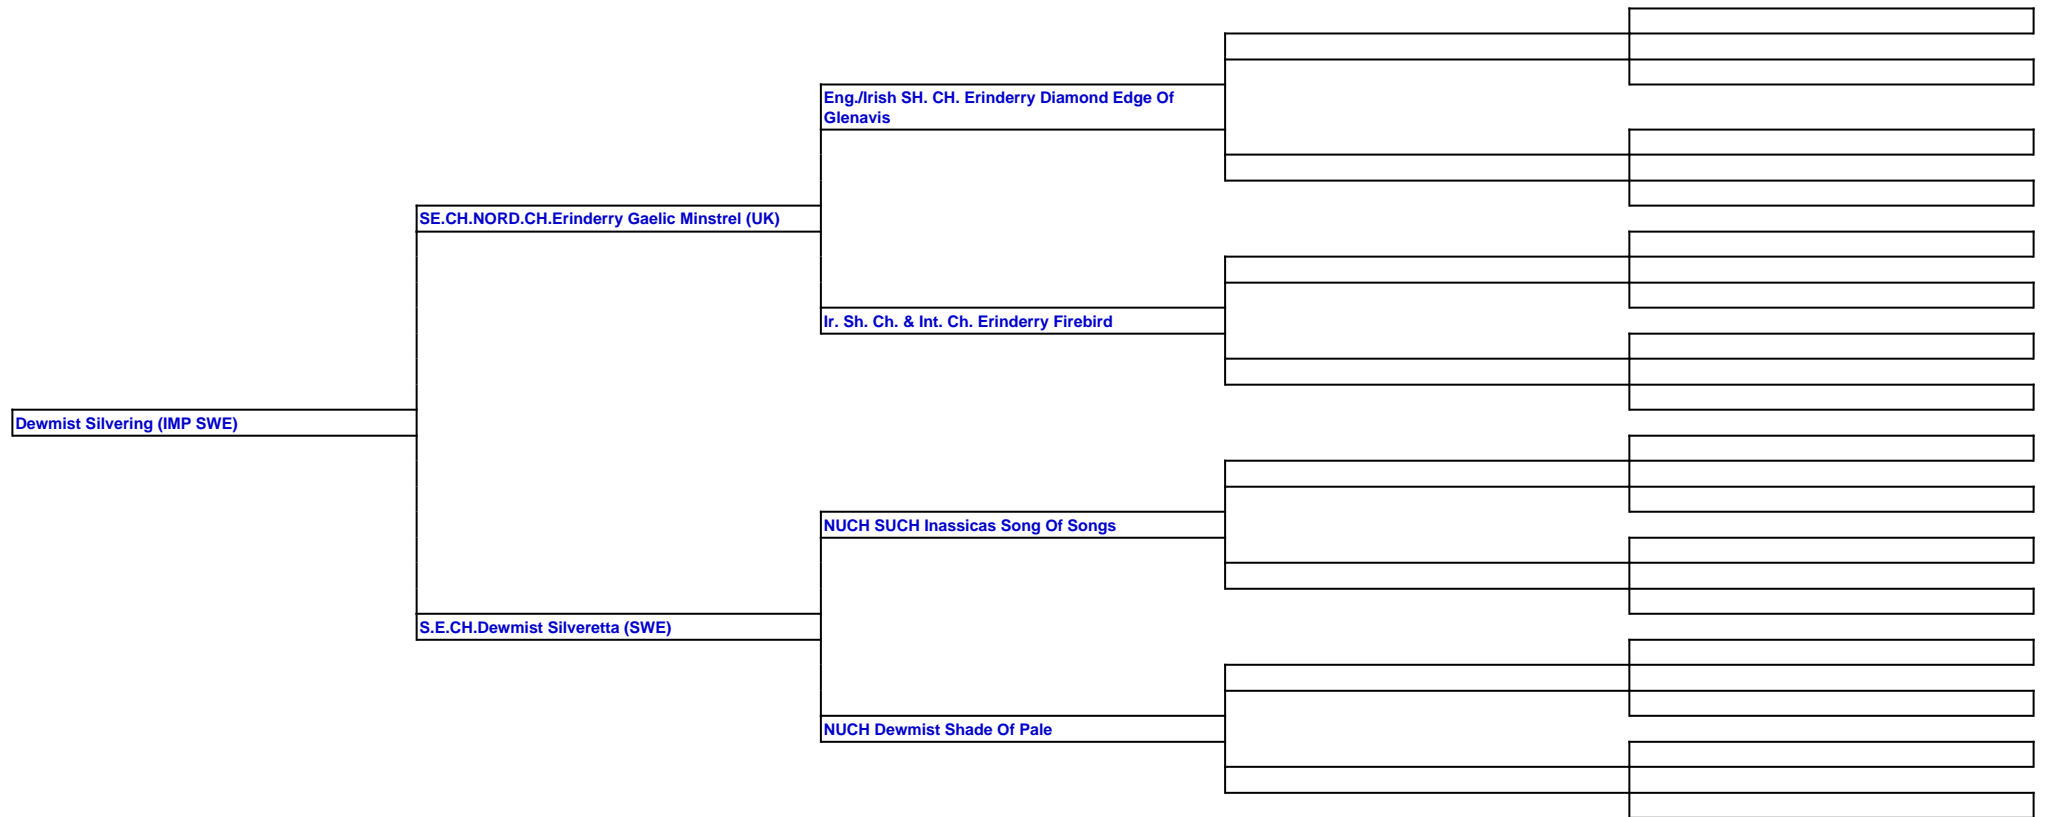 Eng./Irish SH. CH. Erinderry Diamond Edge Of
Glenavis
SE.CH.NORD.CH.Erinderry Gaelic Minstrel (UK)
Ir. Sh. Ch. & Int. Ch. Erinderry Firebird
Dewmist Silvering (IMP SWE)
NUCH SUCH Inassicas Song Of Songs
S.E.CH.Dewmist Silveretta (SWE)
NUCH Dewmist Shade Of Pale